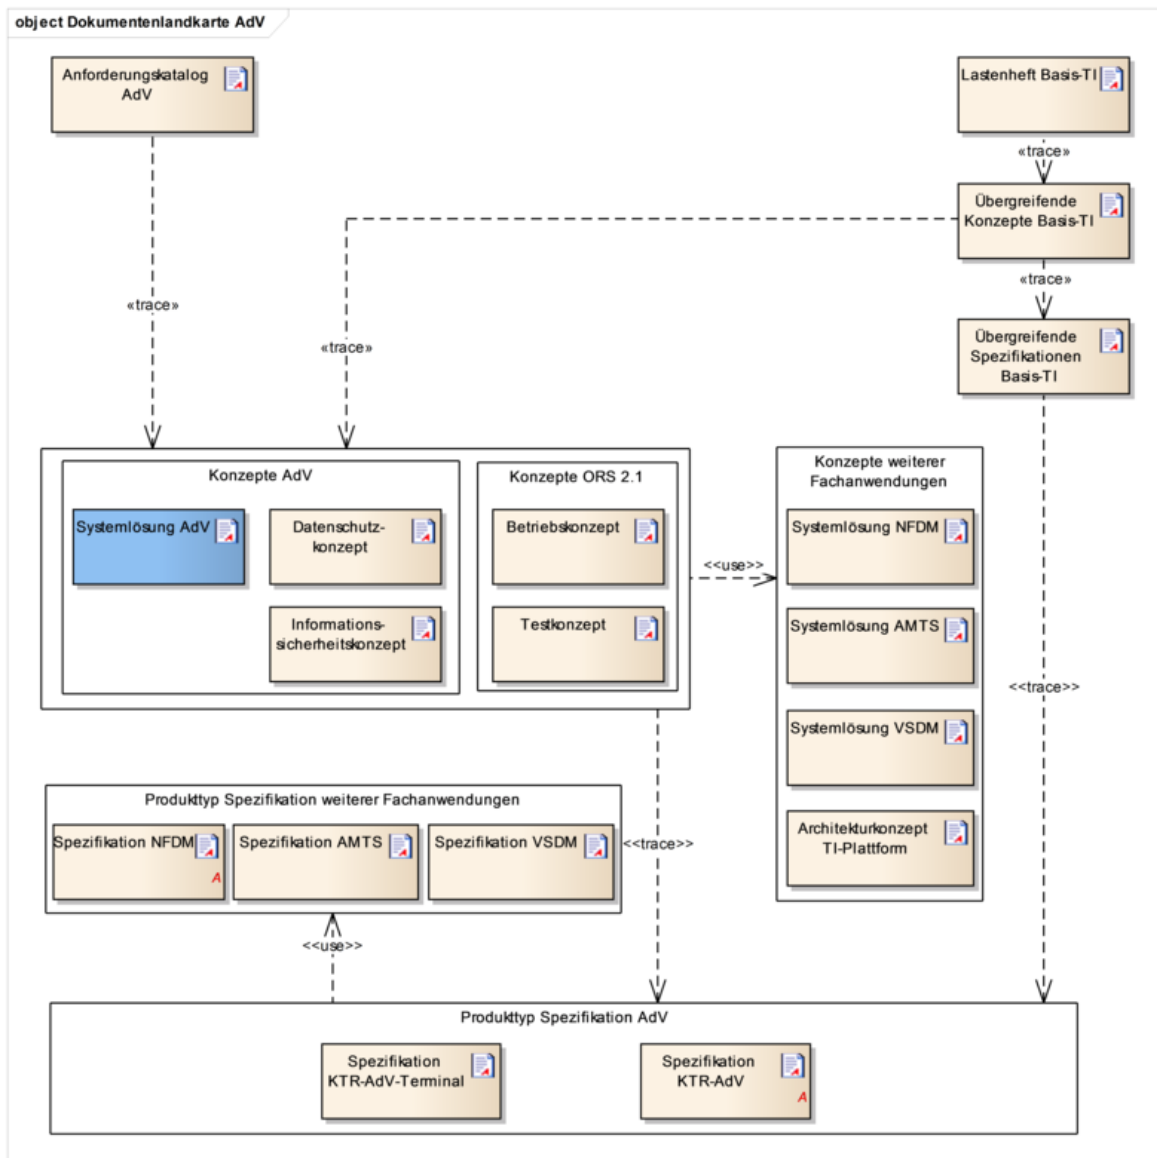 object Dokumentenlandkarte AdV
Anforderungskatalog
AdV
Lastenheft Basis-TI
«trace»
Übergreifende
Konzepte Basis-TI
«trace»
«trace»
Übergreifende
Spezifikationen
Basis-TI
«trace»
Konzepte AdV
Systemlösung AdV
Datenschutz-
konzept
Informations-
sicherheitskonzept
Konzepte ORS 2.1
Betriebskonzept
Testkonzept
<<use>>
Konzepte weiterer
Fachanwendungen
Systemlösung NFDM
Systemlösung AMTS
Systemlösung VSDM
Architekturkonzept
TI-Plattform
<<trace>>
Produkttyp Spezifikation weiterer Fachanwendungen
Spezifikation NFDM
A
Spezifikation AMTS
Spezifikation VSDM
<<trace>>
<<use>>
Produkttyp Spezifikation AdV
Spezifikation
KTR-AdV-Terminal
Spezifikation
KTR-AdV
A